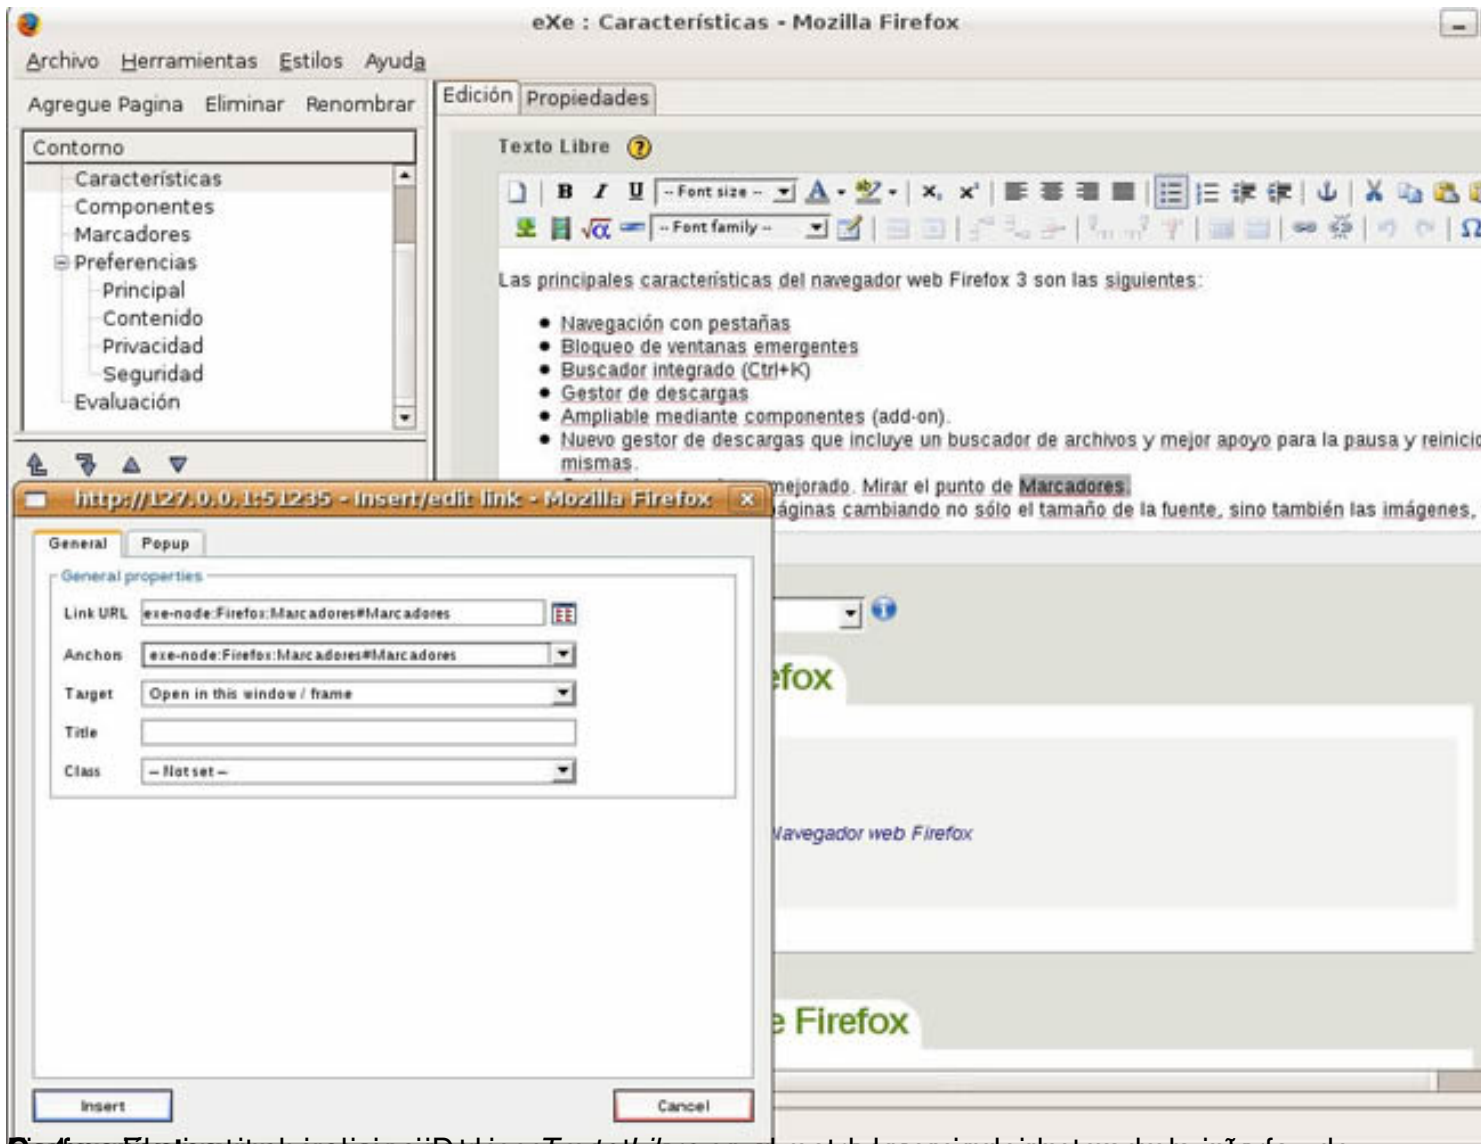 eXe : Características - Mozilla Firefox
Archivo Herramientas Estilos Ayuda
Agregue Pagina Eliminar Renombrar
Contorno
Características
Componentes
Marcadores
Preferencias
Principal
Contenido
Privacidad
Seguridad
Evaluación
Edición Propiedades
Texto Libre ?
B I U -- Font size -- A ab
-- Font family --
Las principales características del navegador web Firefox 3 son las siguientes:
Navegación con pestañas
Bloqueo de ventanas emergentes
Buscador integrado (Ctrl+K)
Gestor de descargas
Ampliable mediante componentes (add-on).
Nuevo gestor de descargas que incluye un buscador de archivos y mejor apoyo para la pausa y reinicio
mismas.
mejorado. Mirar el punto de Marcadores.
áginas cambiando no sólo el tamaño de la fuente, sino también las imágenes,
http://127.0.0.1:51235 - Insert/edit link - Mozilla Firefox
General Popup
General properties
Link URL exe-node:Firefox:Marcadores#Marcadores
Anchors exe-node:Firefox:Marcadores#Marcadores
Target Open in this window / frame
Title
Class -- Not set --
Insert Cancel
efox
Navegador web Firefox
e Firefox